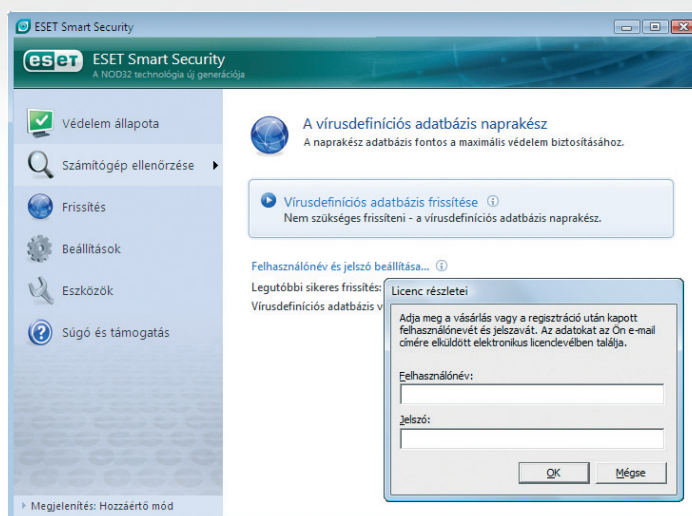 ESET Smart Security
eset
ESET Smart Security
A NOD32 technológia új generációja
Védelem állapota
Számítógép ellenőrzése
Frissítés
Beállítások
Eszközök
Súgó és támogatás
Megjelenítés: Hozzáértő mód
A vírusdefiníciós adatbázis naprakész
A naprakész adatbázis fontos a maximális védelem biztosításához.
Vírusdefiníciós adatbázis frissítése
Nem szükséges frissíteni - a vírusdefiníciós adatbázis naprakész.
Felhasználónév és jelszó beállítása...
Legutóbbi sikeres frissítés:
Vírusdefiníciós adatbázis v
Licenc részletei
Adja meg a vásárlás vagy a regisztráció után kapott
felhasználónevét és jelszavát. Az adatokat az Ön e-mail
címére elküldött elektronikus licenclevélben találja.
Felhasználónév:
Jelszó:
OK
Mégse